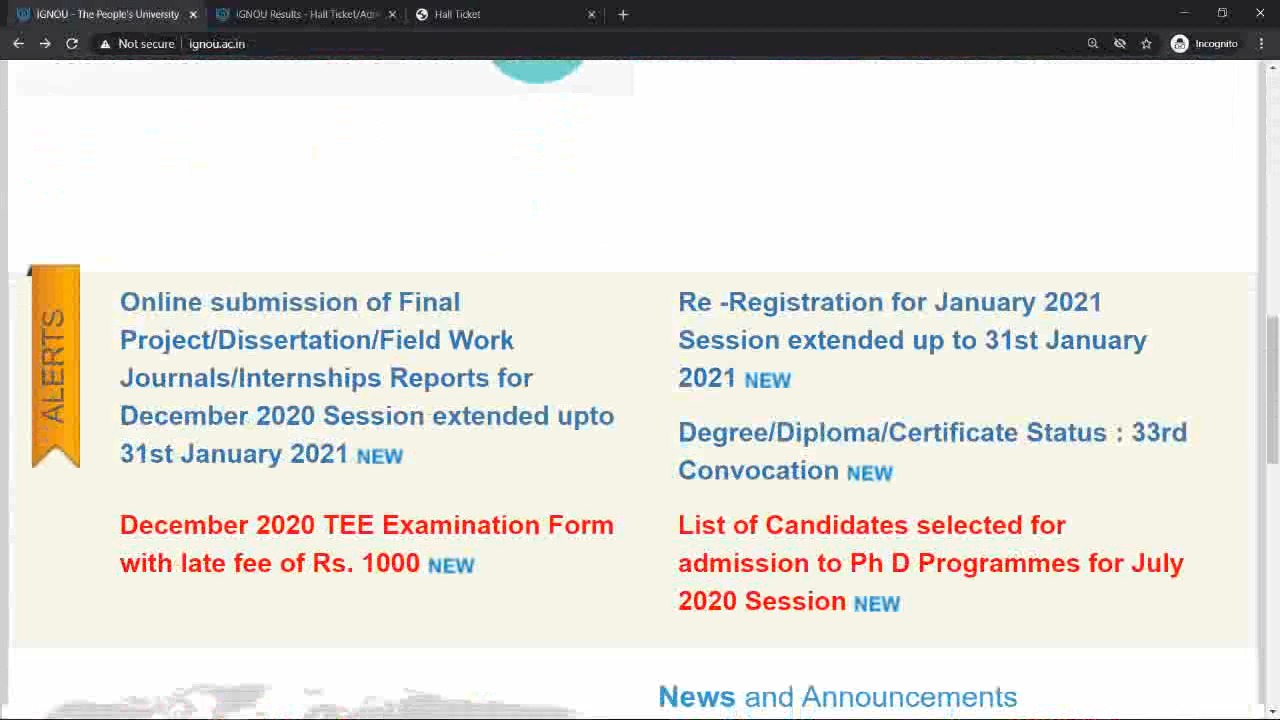 IGNOU - The People's University
IGNOU Results - Hall Ticket/Adm
Hall Ticket
Not secure
ignou.ac.in
Incognito
ALERTS
Online submission of Final
Project/Dissertation/Field Work
Journals/Internships Reports for
December 2020 Session extended upto
31st January 2021 NEW
December 2020 TEE Examination Form
with late fee of Rs. 1000 NEW
Re -Registration for January 2021
Session extended up to 31st January
2021 NEW
Degree/Diploma/Certificate Status : 33rd
Convocation NEW
List of Candidates selected for
admission to Ph D Programmes for July
2020 Session NEW
News and Announcements